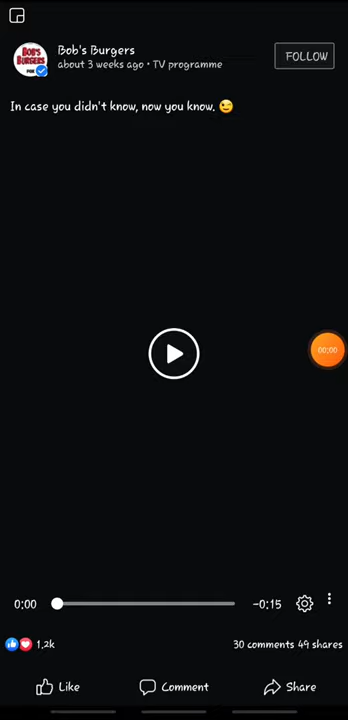 Bob's Burgers
about 3 weeks ago • TV programme
FOLLOW
BOB'S
BURGERS
FOX
In case you didn't know, now you know. 😉
00:00
0:00
-0:15
1.2k
30 comments 49 shares
Like
Comment
Share